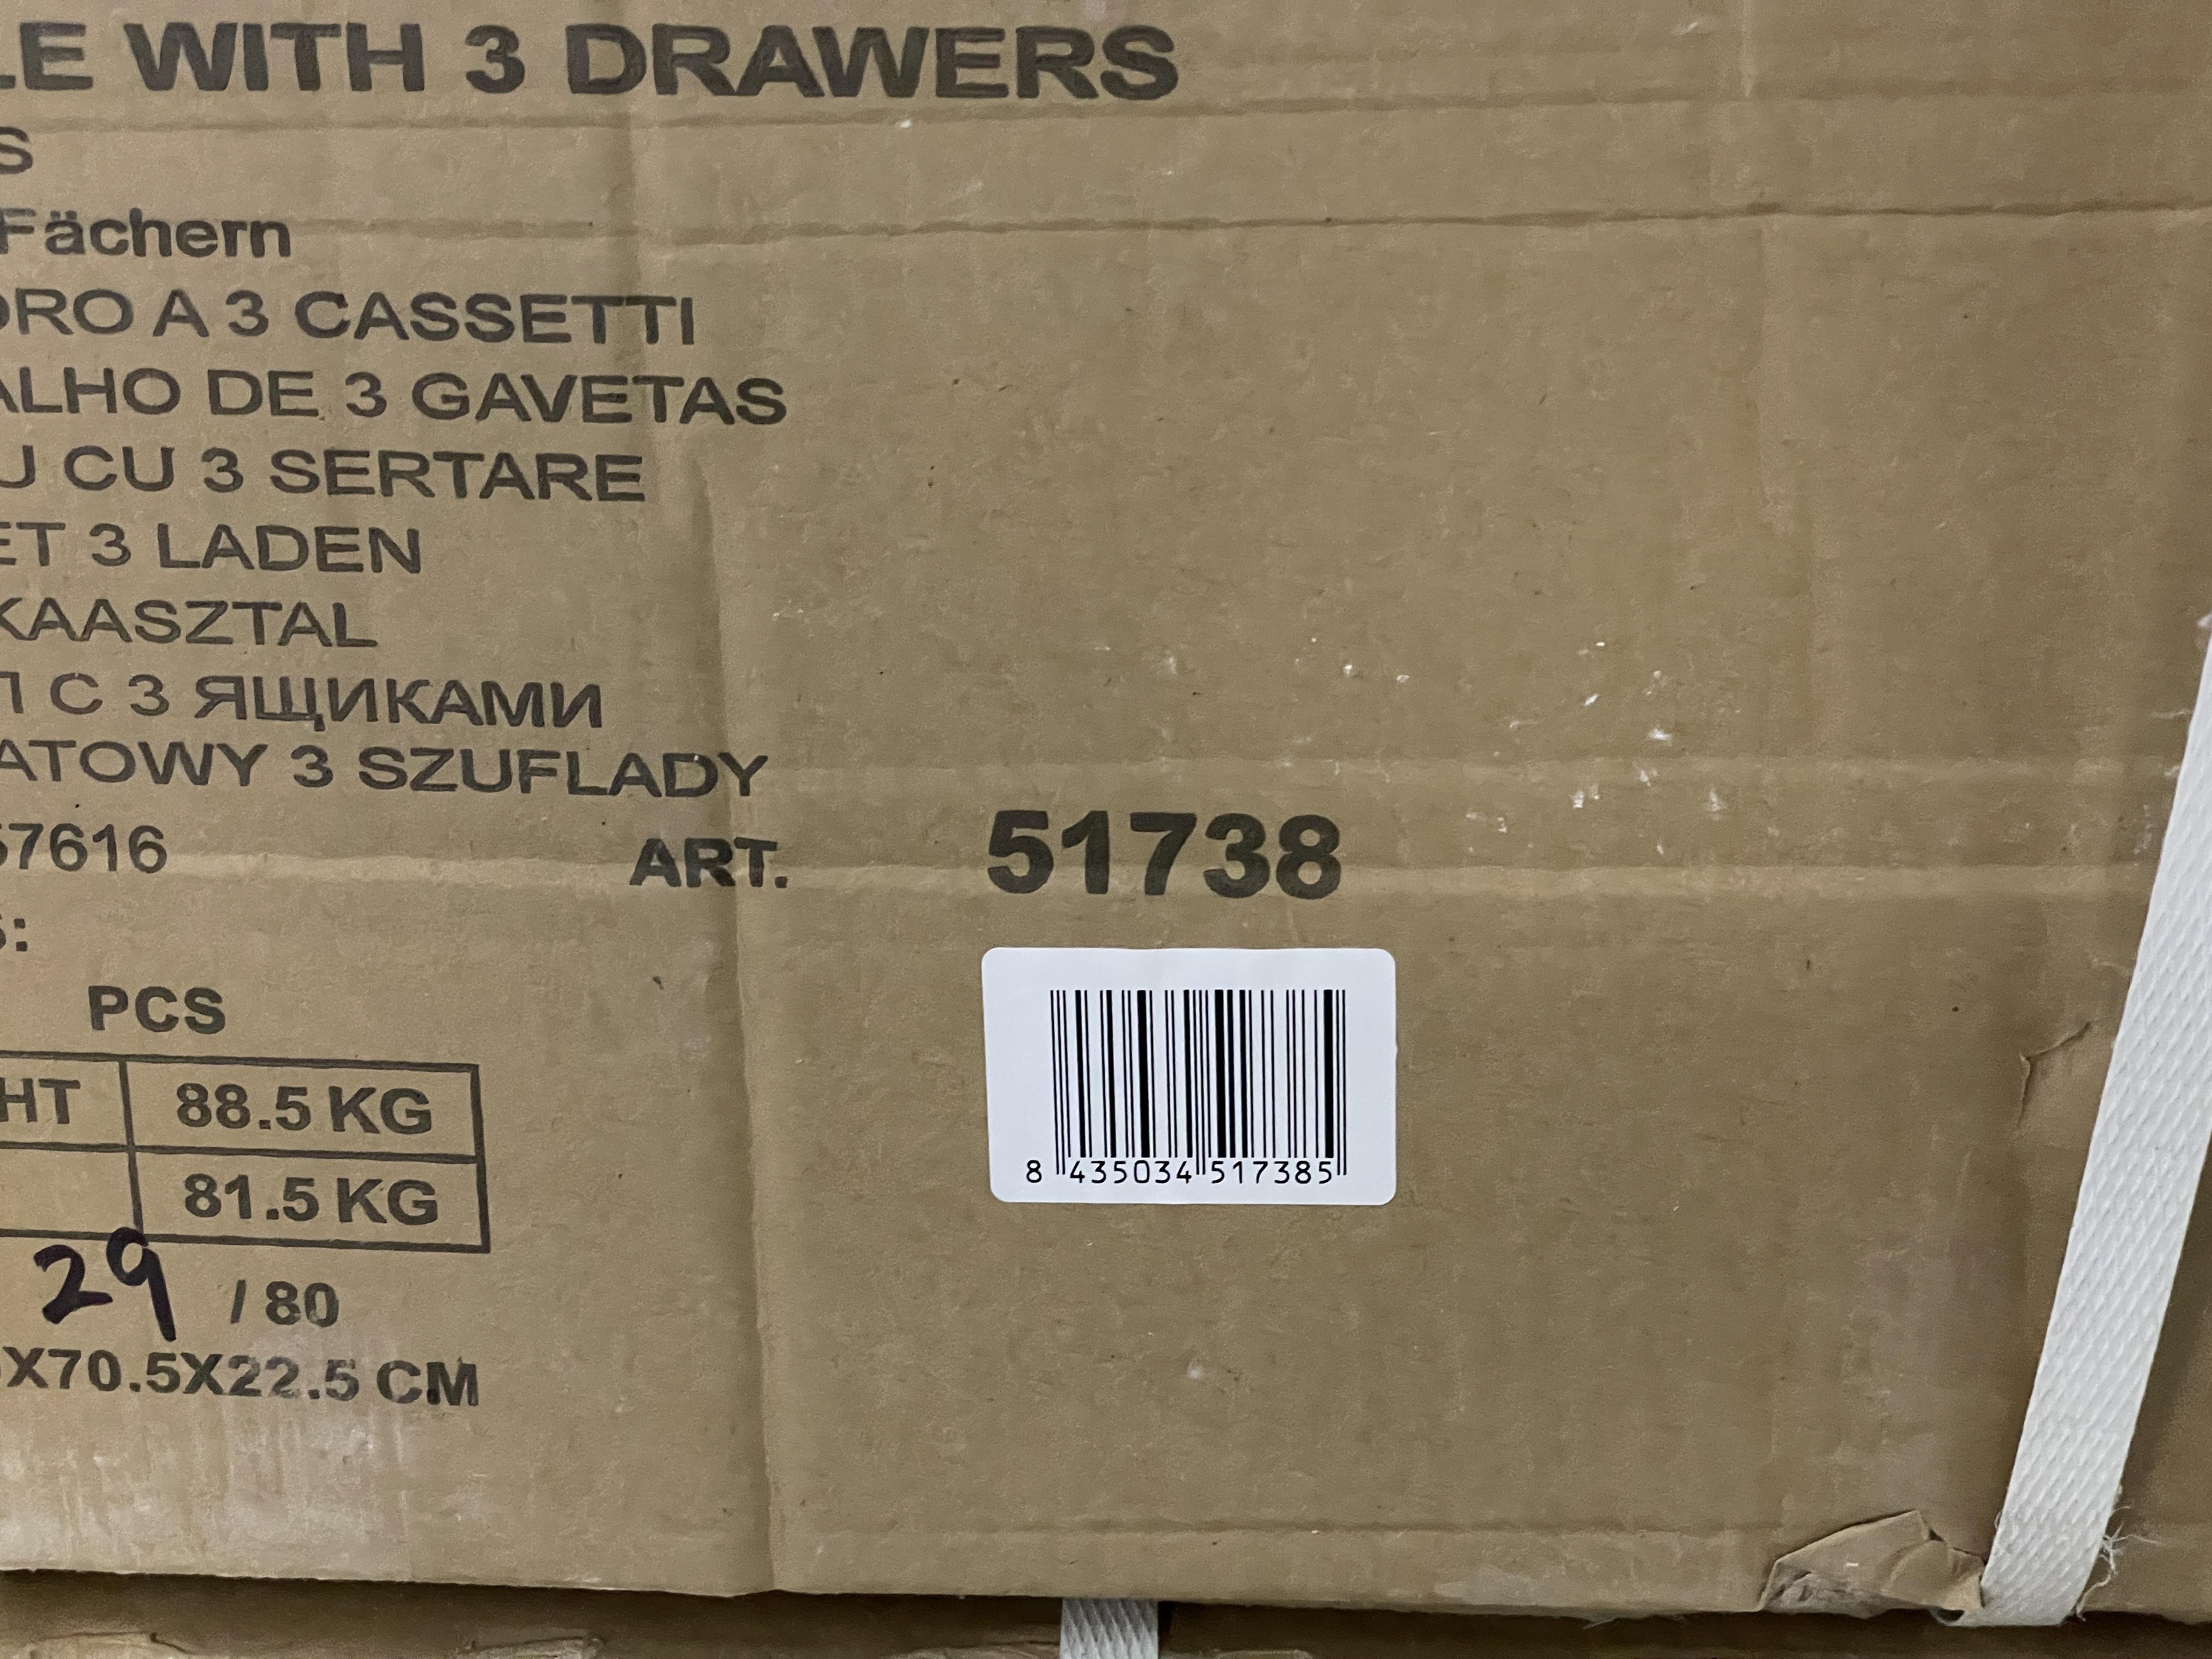 LE WITH 3 DRAWERS
S
Fächern
DRO A 3 CASSETTI
ALHO DE 3 GAVETAS
U CU 3 SERTARE
ET 3 LADEN
KAASZTAL
Л С 3 ЯЩИКАМИ
ATOWY 3 SZUFLADY
57616
ART. 51738
S:
PCS
HT 88.5 KG
81.5 KG
29 / 80
X70.5X22.5 CM
8 435034 517385